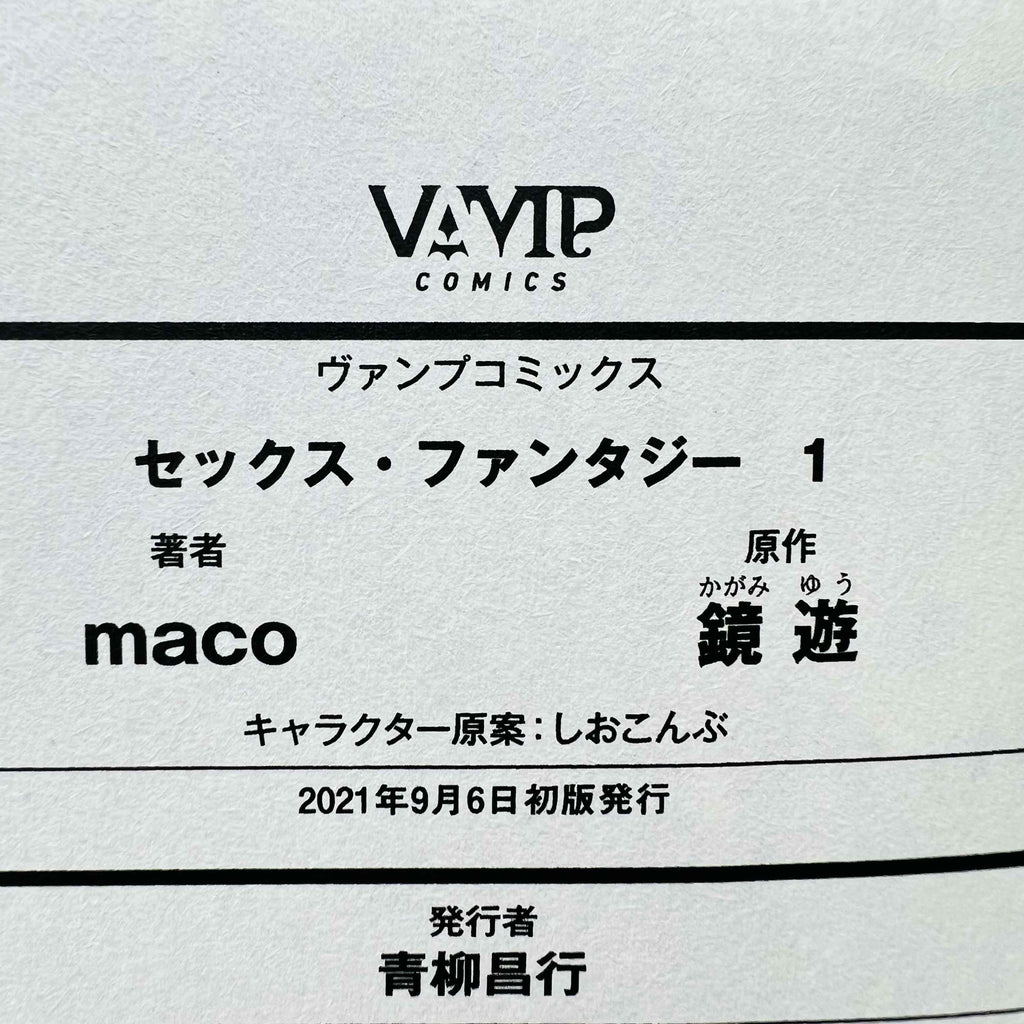 VAMP
COMICS
ヴァンプコミックス
セックス・ファンタジー 1
著者 原作
かがみ ゆう
maco 鏡 遊
キャラクター原案：しおこんぶ
2021年9月6日初版発行
発行者
青柳昌行